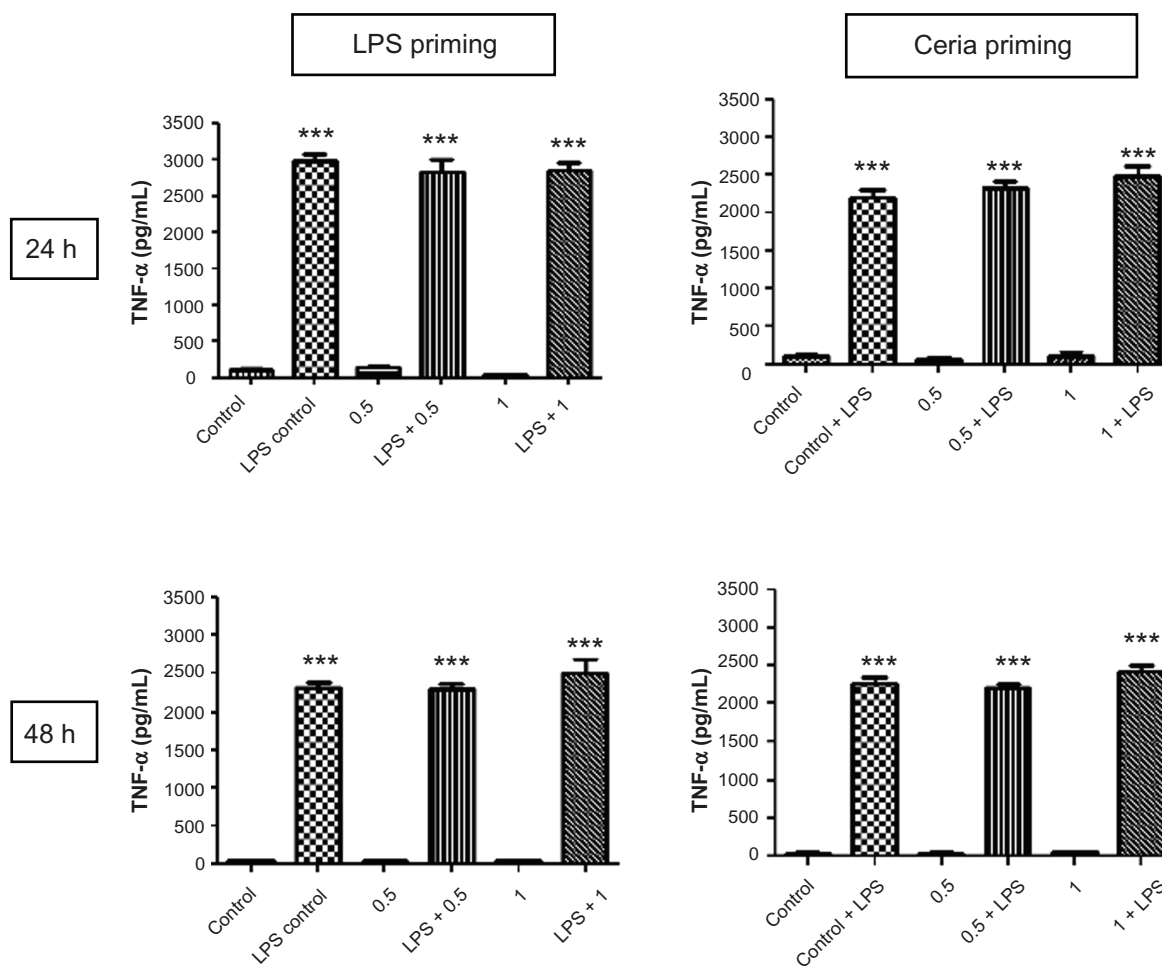 LPS priming
Ceria priming
24 h
TNF-α (pg/mL)
3500
3000
2500
2000
1500
1000
500
0
***
***
***
Control
LPS control
0.5
LPS + 0.5
1
LPS + 1
TNF-α (pg/mL)
3500
3000
2500
2000
1500
1000
500
0
***
***
***
Control
Control + LPS
0.5
0.5 + LPS
1
1 + LPS
48 h
TNF-α (pg/mL)
3500
3000
2500
2000
1500
1000
500
0
***
***
***
Control
LPS control
0.5
LPS + 0.5
1
LPS + 1
TNF-α (pg/mL)
3500
3000
2500
2000
1500
1000
500
0
***
***
***
Control
Control + LPS
0.5
0.5 + LPS
1
1 + LPS